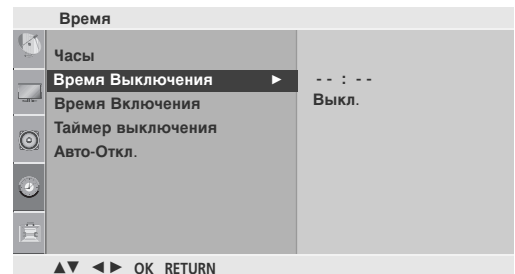 Время
Часы
Время Выключения ► - - : - -
Время Включения Выкл.
Таймер выключения
Авто-Откл.
▲▼ ◄► OK RETURN